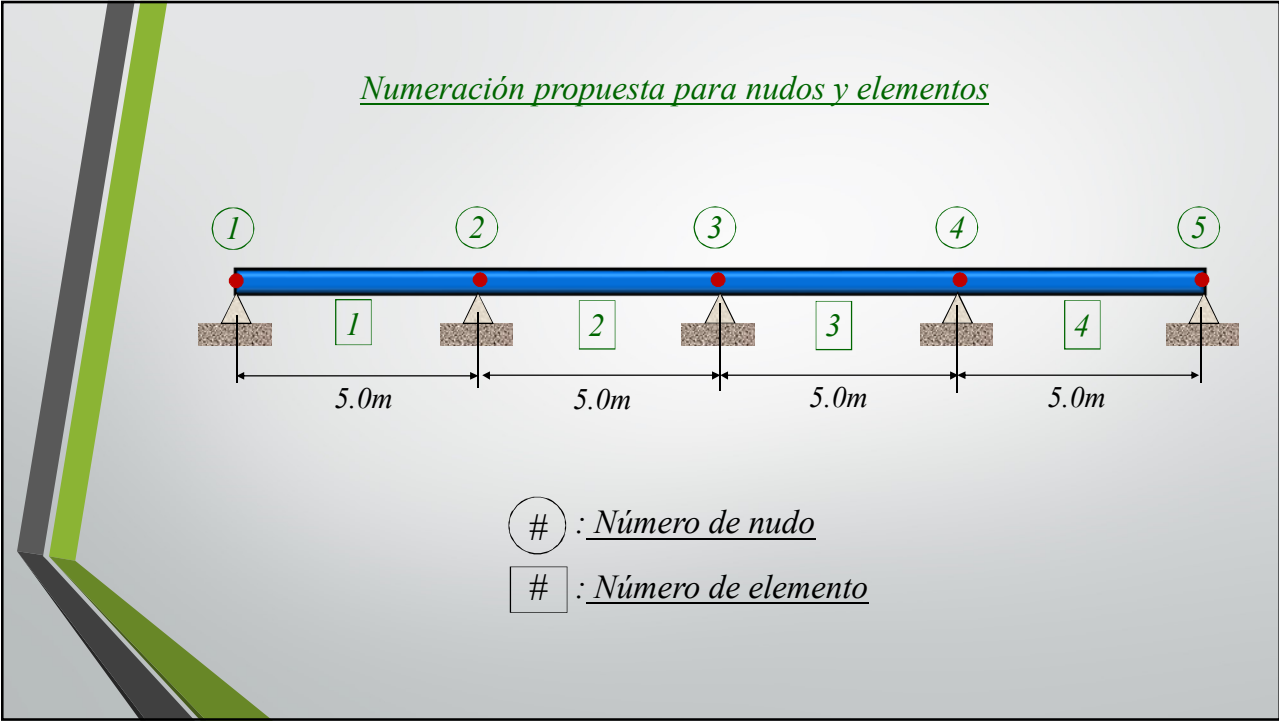 Numeración propuesta para nudos y elementos
1 2 3 4 5
1 2 3 4
5.0m 5.0m 5.0m 5.0m
# : Número de nudo
# : Número de elemento